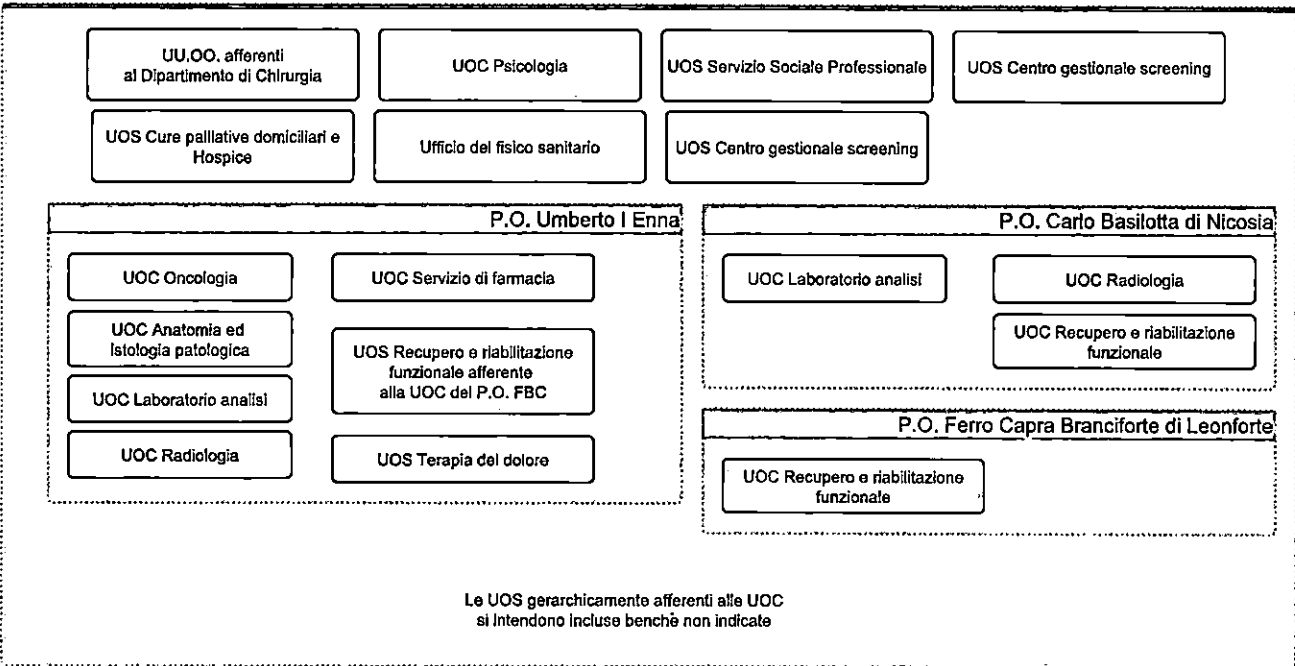 UU.OO. afferenti
al Dipartimento di Chirurgia
UOC Psicologia
UOS Servizio Sociale Professionale
UOS Centro gestionale screening
UOS Cure palliative domiciliari e
Hospice
Ufficio del fisico sanitario
UOS Centro gestionale screening
P.O. Umberto I Enna
UOC Oncologia
UOC Servizio di farmacia
UOC Anatomia ed
istologia patologica
UOS Recupero e riabilitazione
funzionale afferente
alla UOC del P.O. FBC
UOC Laboratorio analisi
UOC Radiologia
UOS Terapia del dolore
P.O. Carlo Basilotta di Nicosia
UOC Laboratorio analisi
UOC Radiologia
UOC Recupero e riabilitazione
funzionale
P.O. Ferro Capra Branciforte di Leonforte
UOC Recupero e riabilitazione
funzionale
Le UOS gerarchicamente afferenti alle UOC
si intendono incluse benchè non indicate